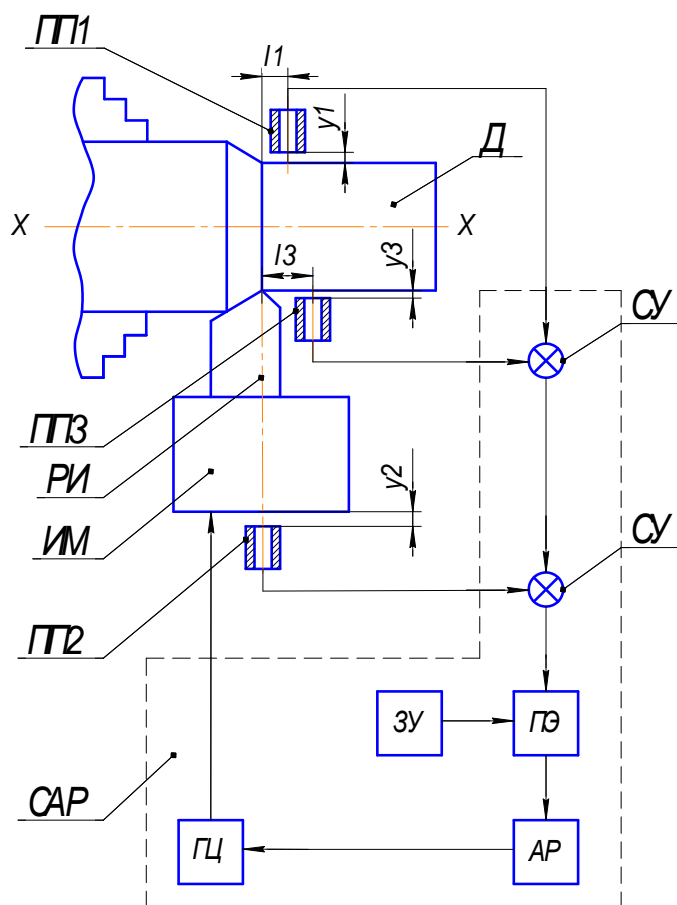 ПП1
l1
y1
Д
X
X
l3
y3
СУ
ПП3
РИ
y2
ИМ
СУ
ПП2
ЗУ
ПЭ
САР
ГЦ
АР